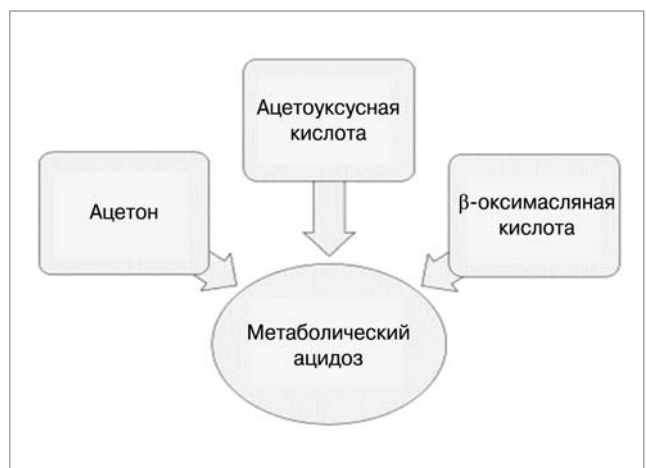 Ацетоуксусная
кислота
Ацетон
β-оксимасляная
кислота
Метаболический
ацидоз